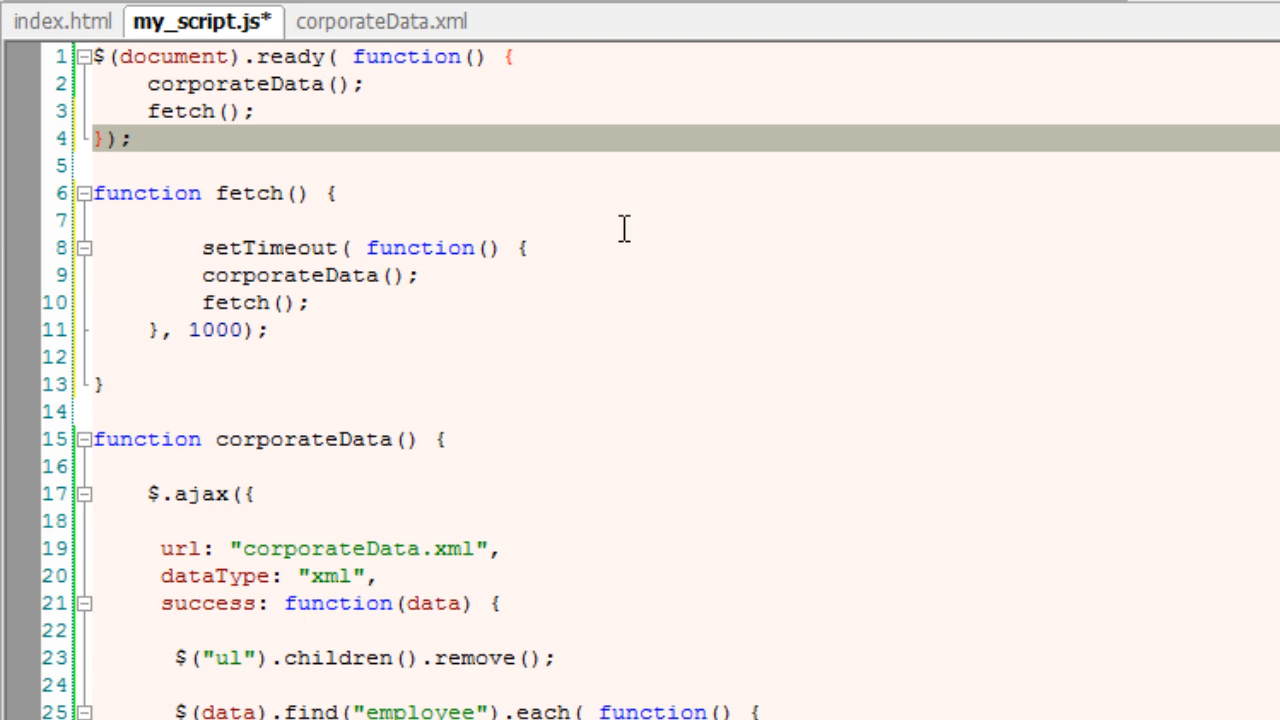 index.html my_script.js* corporateData.xml
1 $(document).ready( function() {
2 corporateData();
3 fetch();
4 });
5
6 function fetch() {
7
8 setTimeout( function() {
9 corporateData();
10 fetch();
11 }, 1000);
12
13 }
14
15 function corporateData() {
16
17 $.ajax({
18
19 url: "corporateData.xml",
20 dataType: "xml",
21 success: function(data) {
22
23 $("ul").children().remove();
24
25 $(data).find("employee").each( function() {